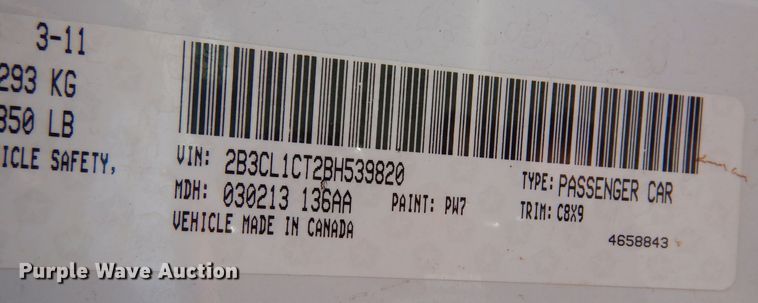 3-11
293 KG
350 LB
ICLE SAFETY,
VIN: 2B3CL1CT2BH539820
TYPE: PASSENGER CAR
MDH: 030213 136AA
PAINT: PW7
TRIM: C8X9
VEHICLE MADE IN CANADA
4658843
Purple Wave Auction